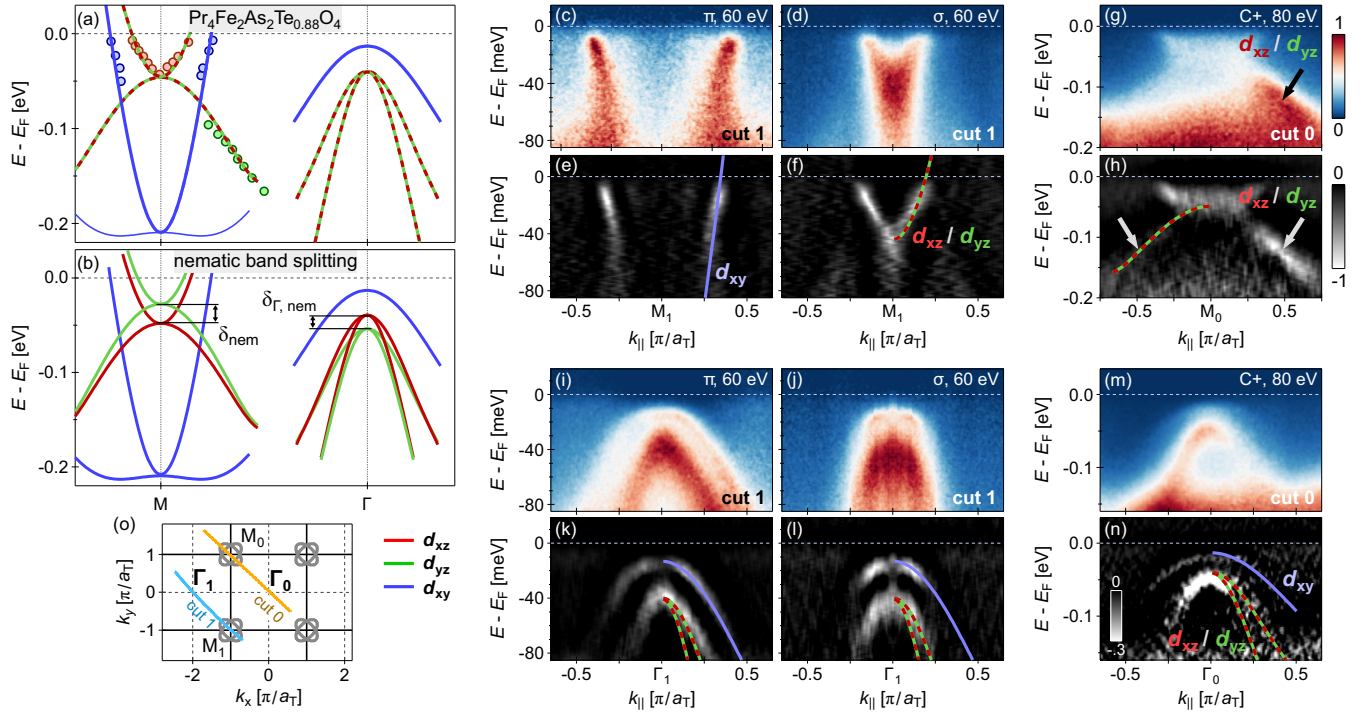 (a)
Pr4Fe2As2Te0.88O4
0.0
-0.1
-0.2
E - EF [eV]
(b)
nematic band splitting
δnem
δΓ, nem
0.0
-0.1
-0.2
E - EF [eV]
M
Γ
(o)
M0
Γ1
Γ0
cut 1
cut 0
M1
1
0
-1
ky [π/aT]
-2
0
2
kx [π/aT]
dxz
dyz
dxy
(c)
π, 60 eV
cut 1
0
-40
-80
E - EF [meV]
(d)
σ, 60 eV
cut 1
(e)
dxy
0
-40
-80
E - EF [meV]
-0.5
M1
0.5
k|| [π/aT]
(f)
dxz / dyz
-0.5
M1
0.5
k|| [π/aT]
(g)
C+, 80 eV
dxz / dyz
cut 0
0.0
-0.1
-0.2
E - EF [eV]
1
0
(h)
dxz / dyz
0.0
-0.1
-0.2
E - EF [eV]
-0.5
M0
0.5
k|| [π/aT]
0
-1
(i)
π, 60 eV
cut 1
0
-40
-80
E - EF [meV]
(j)
σ, 60 eV
cut 1
(k)
0
-40
-80
E - EF [meV]
-0.5
Γ1
0.5
k|| [π/aT]
(l)
-0.5
Γ1
0.5
k|| [π/aT]
(m)
C+, 80 eV
cut 0
0.0
-0.1
E - EF [eV]
(n)
dxy
dxz / dyz
0
-.3
0.0
-0.1
E - EF [eV]
-0.5
Γ0
0.5
k|| [π/aT]